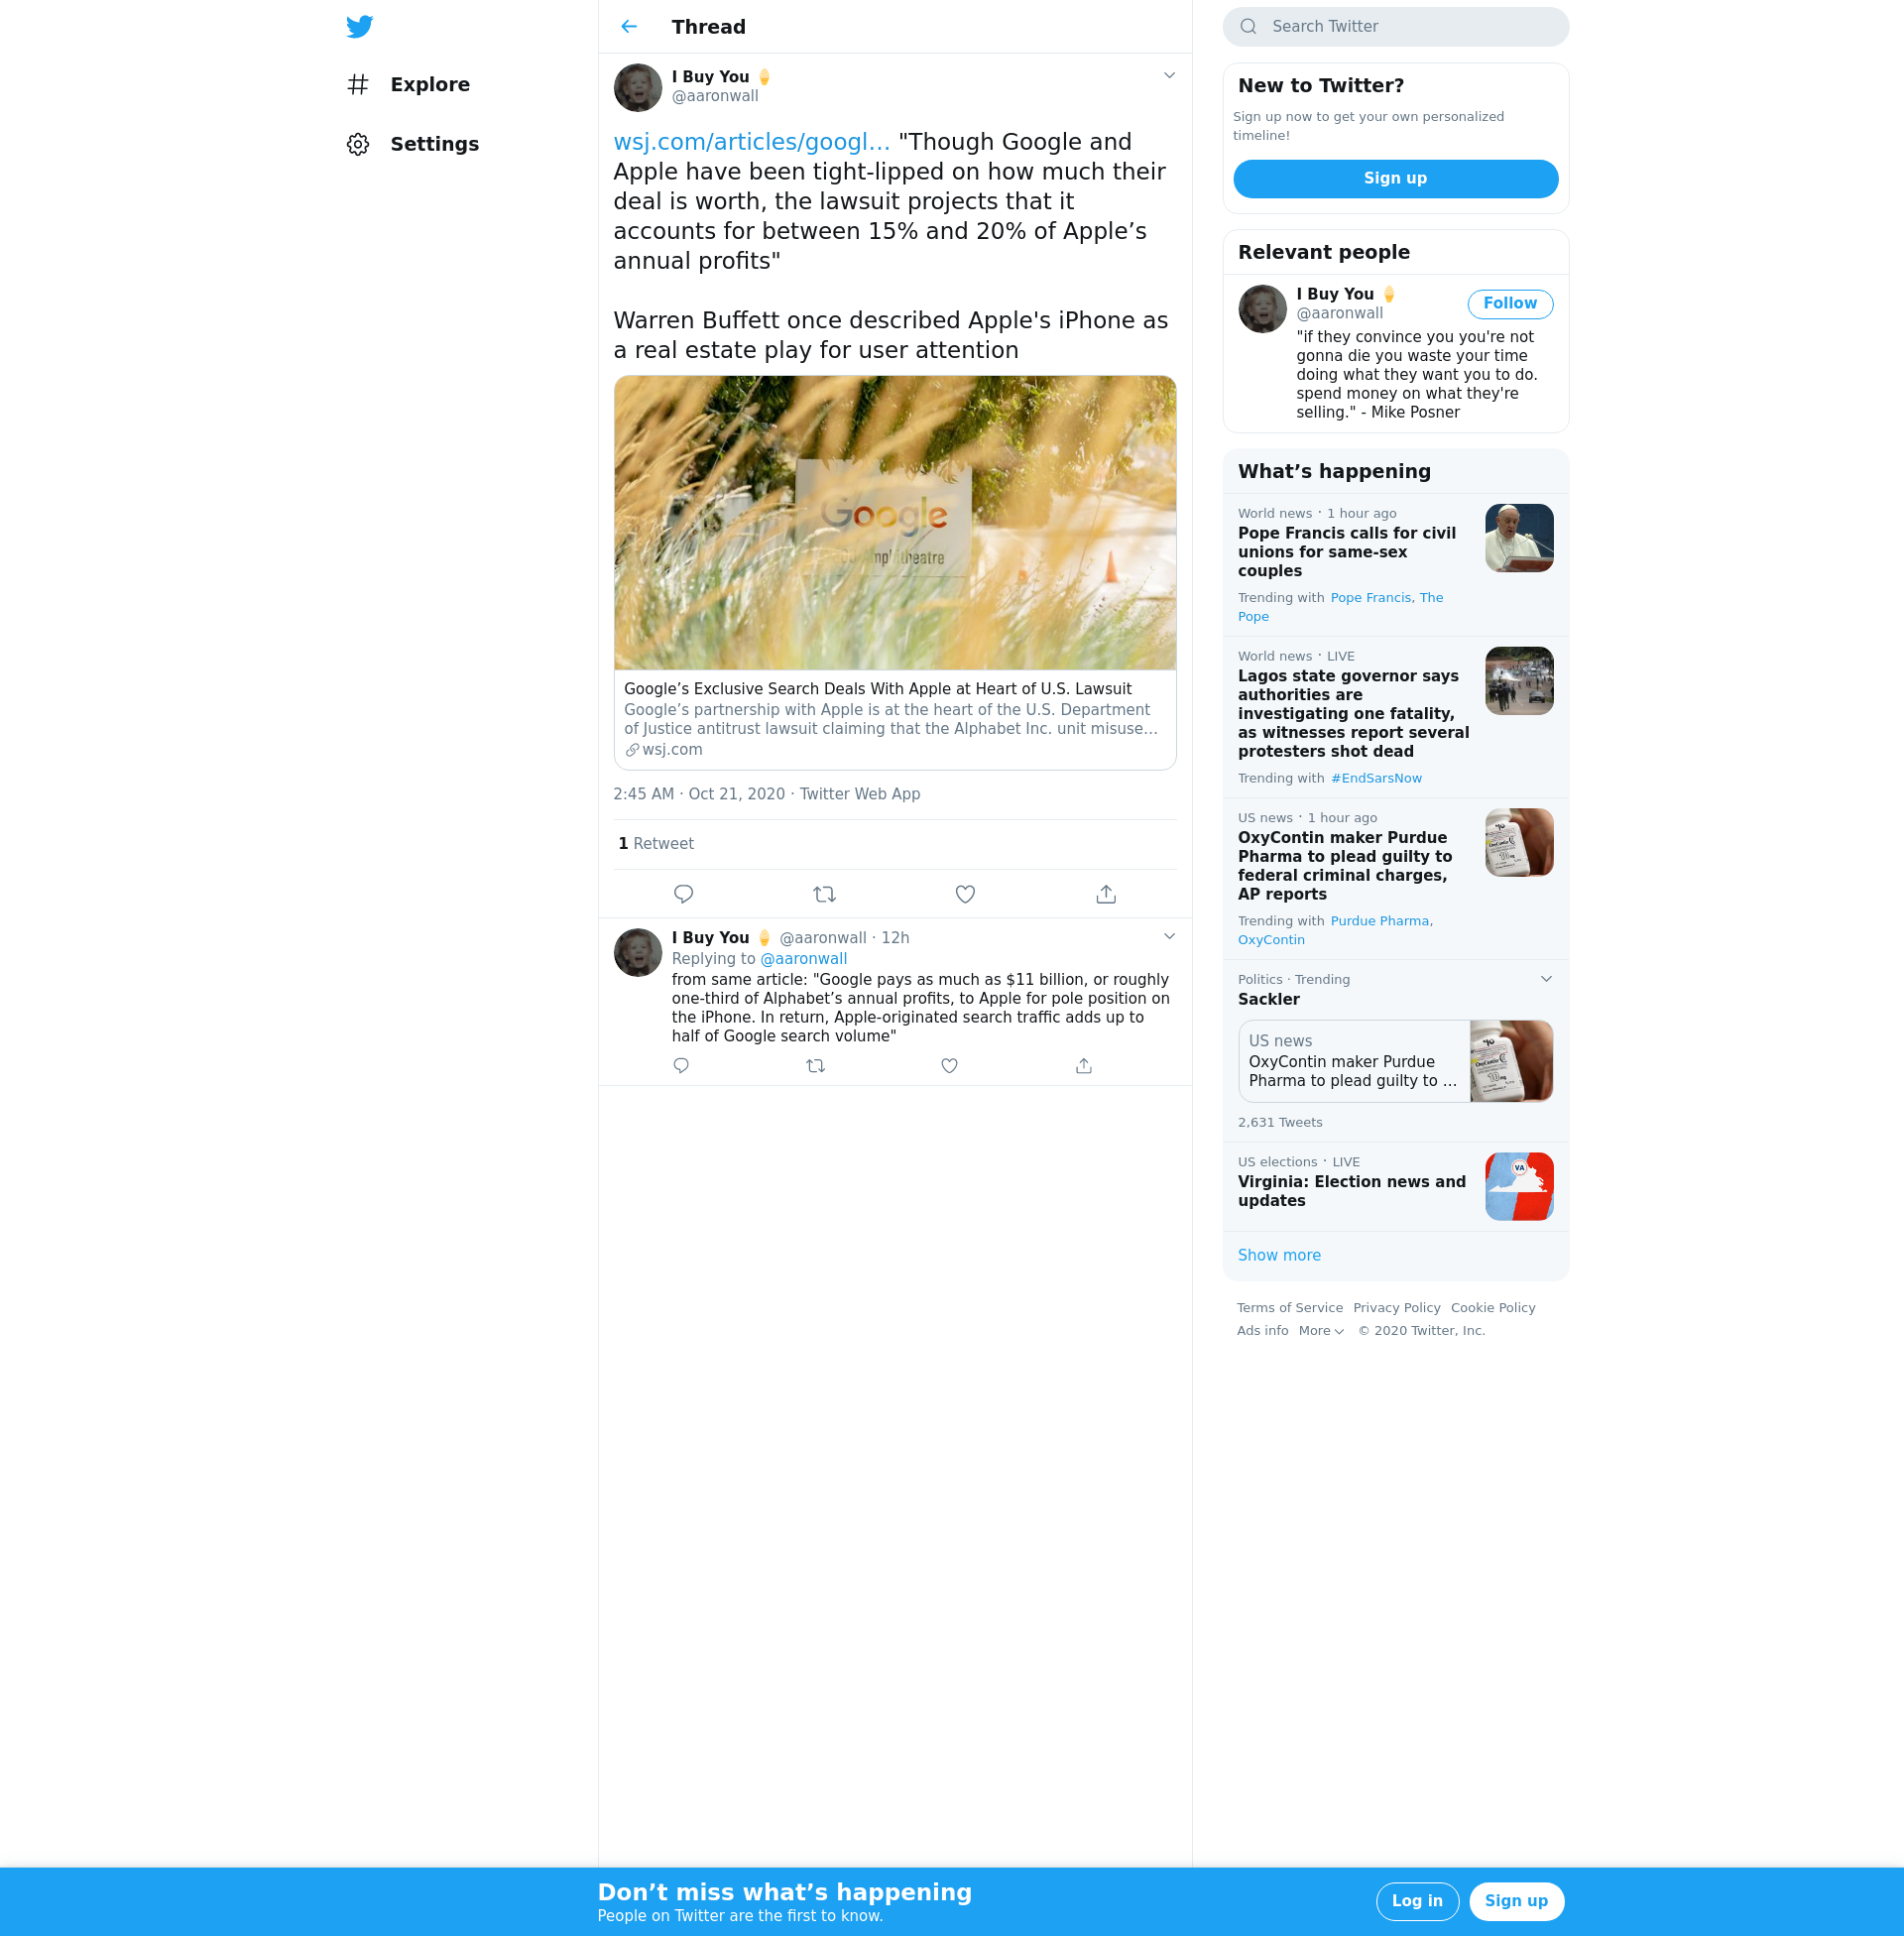 Explore
Settings
Thread
I Buy You 🍦
@aaronwall
wsj.com/articles/googl… "Though Google and
Apple have been tight-lipped on how much their
deal is worth, the lawsuit projects that it
accounts for between 15% and 20% of Apple’s
annual profits"
Warren Buffett once described Apple's iPhone as
a real estate play for user attention
Google
Amphitheatre
Google’s Exclusive Search Deals With Apple at Heart of U.S. Lawsuit
Google’s partnership with Apple is at the heart of the U.S. Department
of Justice antitrust lawsuit claiming that the Alphabet Inc. unit misuse…
wsj.com
2:45 AM · Oct 21, 2020 · Twitter Web App
1 Retweet
I Buy You 🍦 @aaronwall · 12h
Replying to @aaronwall
from same article: "Google pays as much as $11 billion, or roughly
one-third of Alphabet’s annual profits, to Apple for pole position on
the iPhone. In return, Apple-originated search traffic adds up to
half of Google search volume"
Search Twitter
New to Twitter?
Sign up now to get your own personalized
timeline!
Sign up
Relevant people
I Buy You 🍦
@aaronwall
Follow
"if they convince you you're not
gonna die you waste your time
doing what they want you to do.
spend money on what they're
selling." - Mike Posner
What’s happening
World news · 1 hour ago
Pope Francis calls for civil
unions for same-sex
couples
Trending with Pope Francis, The
Pope
World news · LIVE
Lagos state governor says
authorities are
investigating one fatality,
as witnesses report several
protesters shot dead
Trending with #EndSarsNow
US news · 1 hour ago
OxyContin maker Purdue
Pharma to plead guilty to
federal criminal charges,
AP reports
Trending with Purdue Pharma,
OxyContin
Politics · Trending
Sackler
US news
OxyContin maker Purdue
Pharma to plead guilty to …
2,631 Tweets
US elections · LIVE
Virginia: Election news and
updates
VA
Show more
Terms of Service Privacy Policy Cookie Policy
Ads info More © 2020 Twitter, Inc.
Don’t miss what’s happening
People on Twitter are the first to know.
Log in
Sign up